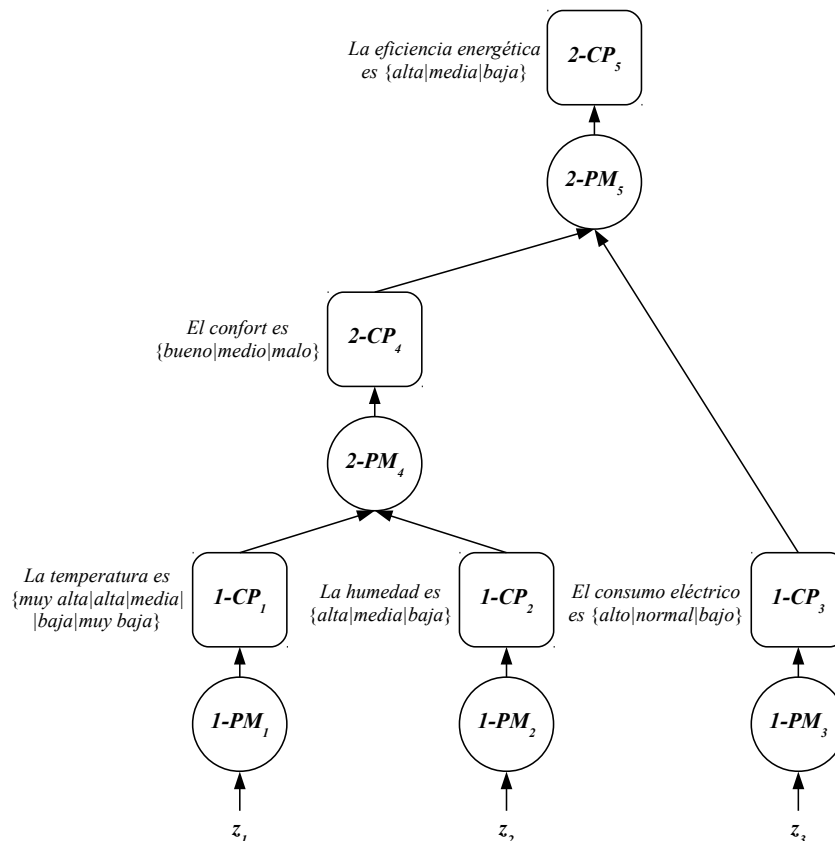 La eficiencia energética
es {alta|media|baja}
2-CP5
2-PM5
El confort es
{bueno|medio|malo}
2-CP4
2-PM4
La temperatura es
{muy alta|alta|media|
|baja|muy baja}
1-CP1
La humedad es
{alta|media|baja}
1-CP2
El consumo eléctrico
es {alto|normal|bajo}
1-CP3
1-PM1
1-PM2
1-PM3
z1
z2
z3